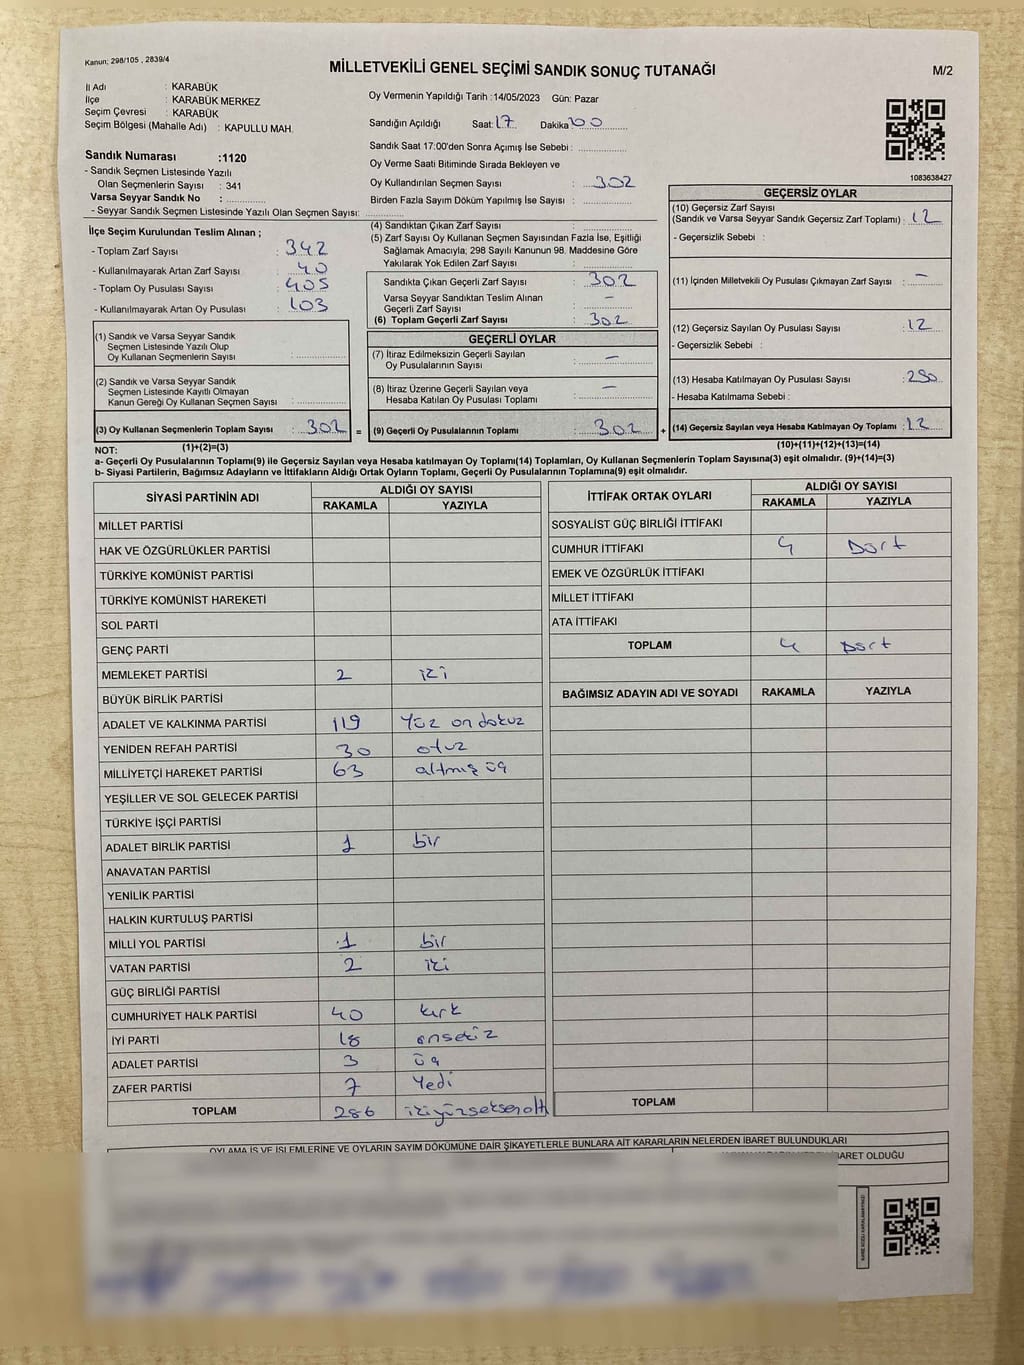 Kanun; 298/105 , 2839/4
MİLLETVEKİLİ GENEL SEÇİMİ SANDIK SONUÇ TUTANAĞI
M/2
İl Adı : KARABÜK
İlçe : KARABÜK MERKEZ
Seçim Çevresi : KARABÜK
Seçim Bölgesi (Mahalle Adı) : KAPULLU MAH.
Oy Vermenin Yapıldığı Tarih :14/05/2023 Gün: Pazar
Sandığın Açıldığı Saat: 17 Dakika 00
Sandık Saat 17:00'den Sonra Açımış İse Sebebi :
Oy Verme Saati Bitiminde Sırada Bekleyen ve
Oy Kullandırılan Seçmen Sayısı : 302
Birden Fazla Sayım Döküm Yapılmış İse Sayısı :
1083638427
Sandık Numarası :1120
- Sandık Seçmen Listesinde Yazılı
Olan Seçmenlerin Sayısı : 341
Varsa Seyyar Sandık No :
- Seyyar Sandık Seçmen Listesinde Yazılı Olan Seçmen Sayısı:
İlçe Seçim Kurulundan Teslim Alınan ;
- Toplam Zarf Sayısı : 342
- Kullanılmayarak Artan Zarf Sayısı : 40
- Toplam Oy Pusulası Sayısı : 405
- Kullanılmayarak Artan Oy Pusulası : 103
(1) Sandık ve Varsa Seyyar Sandık
Seçmen Listesinde Yazılı Olup
Oy Kullanan Seçmenlerin Sayısı :
(2) Sandık ve Varsa Seyyar Sandık
Seçmen Listesinde Kayıtlı Olmayan
Kanun Gereği Oy Kullanan Seçmen Sayısı :
(3) Oy Kullanan Seçmenlerin Toplam Sayısı : 302 =
(1)+(2)=(3)
(4) Sandıktan Çıkan Zarf Sayısı :
(5) Zarf Sayısı Oy Kullanan Seçmen Sayısından Fazla İse, Eşitliği
Sağlamak Amacıyla; 298 Sayılı Kanunun 98. Maddesine Göre
Yakılarak Yok Edilen Zarf Sayısı :
Sandıkta Çıkan Geçerli Zarf Sayısı : 302
Varsa Seyyar Sandıktan Teslim Alınan
Geçerli Zarf Sayısı : -
(6) Toplam Geçerli Zarf Sayısı : 302
GEÇERLİ OYLAR
(7) İtiraz Edilmeksizin Geçerli Sayılan
Oy Pusulalarının Sayısı : -
(8) İtiraz Üzerine Geçerli Sayılan veya
Hesaba Katılan Oy Pusulası Toplamı : -
(9) Geçerli Oy Pusulalarının Toplamı : 302 +
GEÇERSİZ OYLAR
(10) Geçersiz Zarf Sayısı
(Sandık ve Varsa Seyyar Sandık Geçersiz Zarf Toplamı) : 12
- Geçersizlik Sebebi :
(11) İçinden Milletvekili Oy Pusulası Çıkmayan Zarf Sayısı : -
(12) Geçersiz Sayılan Oy Pusulası Sayısı : 12
- Geçersizlik Sebebi :
(13) Hesaba Katılmayan Oy Pusulası Sayısı : 290
- Hesaba Katılmama Sebebi :
(14) Geçersiz Sayılan veya Hesaba Katılmayan Oy Toplamı : 12
(10)+(11)+(12)+(13)=(14)
NOT:
a- Geçerli Oy Pusulalarının Toplamı(9) ile Geçersiz Sayılan veya Hesaba katılmayan Oy Toplamı(14) Toplamları, Oy Kullanan Seçmenlerin Toplam Sayısına(3) eşit olmalıdır. (9)+(14)=(3)
b- Siyasi Partilerin, Bağımsız Adayların ve İttifakların Aldığı Ortak Oyların Toplamı, Geçerli Oy Pusulalarının Toplamına(9) eşit olmalıdır.
SİYASİ PARTİNİN ADI ALDIĞI OY SAYISI
RAKAMLA YAZIYLA
MİLLET PARTİSİ
HAK VE ÖZGÜRLÜKLER PARTİSİ
TÜRKİYE KOMÜNİST PARTİSİ
TÜRKİYE KOMÜNİST HAREKETİ
SOL PARTİ
GENÇ PARTİ
MEMLEKET PARTİSİ 2 iki
BÜYÜK BİRLİK PARTİSİ
ADALET VE KALKINMA PARTİSİ 119 Yüz on dokuz
YENİDEN REFAH PARTİSİ 30 otuz
MİLLİYETÇİ HAREKET PARTİSİ 63 altmış üç
YEŞİLLER VE SOL GELECEK PARTİSİ
TÜRKİYE İŞÇİ PARTİSİ
ADALET BİRLİK PARTİSİ 1 bir
ANAVATAN PARTİSİ
YENİLİK PARTİSİ
HALKIN KURTULUŞ PARTİSİ
MİLLİ YOL PARTİSİ 1 bir
VATAN PARTİSİ 2 iki
GÜÇ BİRLİĞİ PARTİSİ
CUMHURİYET HALK PARTİSİ 40 kırk
İYİ PARTİ 18 onsekiz
ADALET PARTİSİ 3 üç
ZAFER PARTİSİ 7 Yedi
TOPLAM 286 ikiyüzseksenaltı
İTTİFAK ORTAK OYLARI ALDIĞI OY SAYISI
RAKAMLA YAZIYLA
SOSYALİST GÜÇ BİRLİĞİ İTTİFAKI
CUMHUR İTTİFAKI 4 Dört
EMEK VE ÖZGÜRLÜK İTTİFAKI
MİLLET İTTİFAKI
ATA İTTİFAKI
TOPLAM 4 Dört
BAĞIMSIZ ADAYIN ADI VE SOYADI RAKAMLA YAZIYLA
TOPLAM
OYLAMA İŞ VE İŞLEMLERİNE VE OYLARIN SAYIM DÖKÜMÜNE DAİR ŞİKAYETLERLE BUNLARA AİT KARARLARIN NELERDEN İBARET BULUNDUKLARI
İBARET OLDUĞU